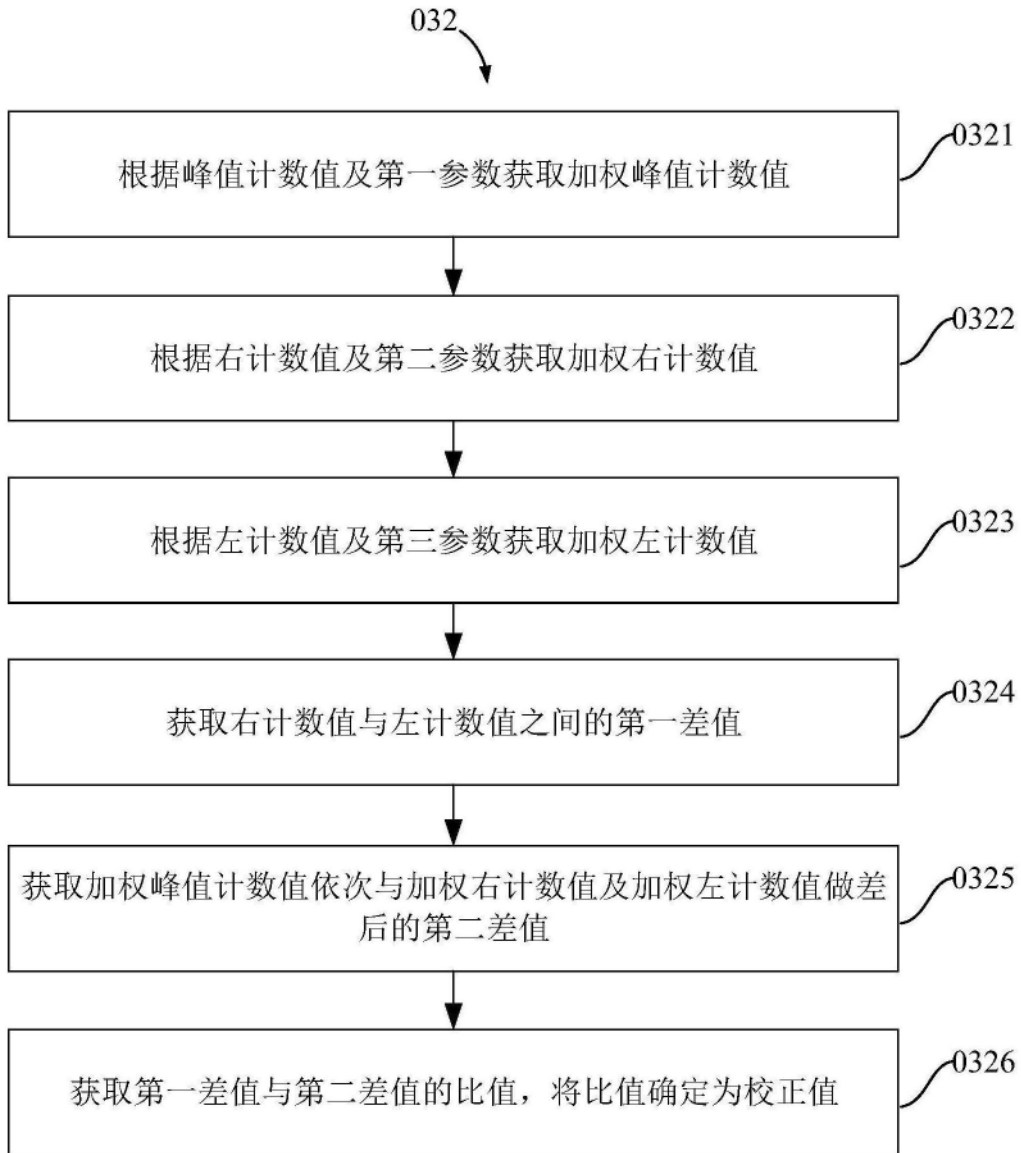 032
根据峰值计数值及第一参数获取加权峰值计数值
0321
根据右计数值及第二参数获取加权右计数值
0322
根据左计数值及第三参数获取加权左计数值
0323
获取右计数值与左计数值之间的第一差值
0324
获取加权峰值计数值依次与加权右计数值及加权左计数值做差
后的第二差值
0325
获取第一差值与第二差值的比值，将比值确定为校正值
0326